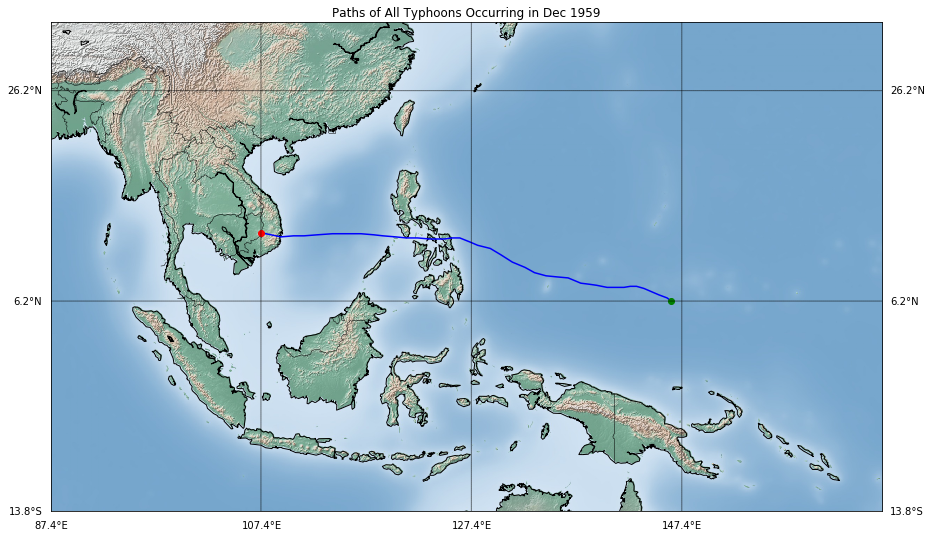 Paths of All Typhoons Occurring in Dec 1959
26.2°N 26.2°N
6.2°N 6.2°N
13.8°S 13.8°S
87.4°E 107.4°E 127.4°E 147.4°E